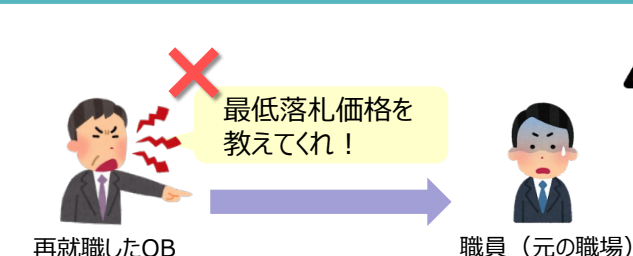 最低落札価格を
教えてくれ！
再就職したOB
職員（元の職場）